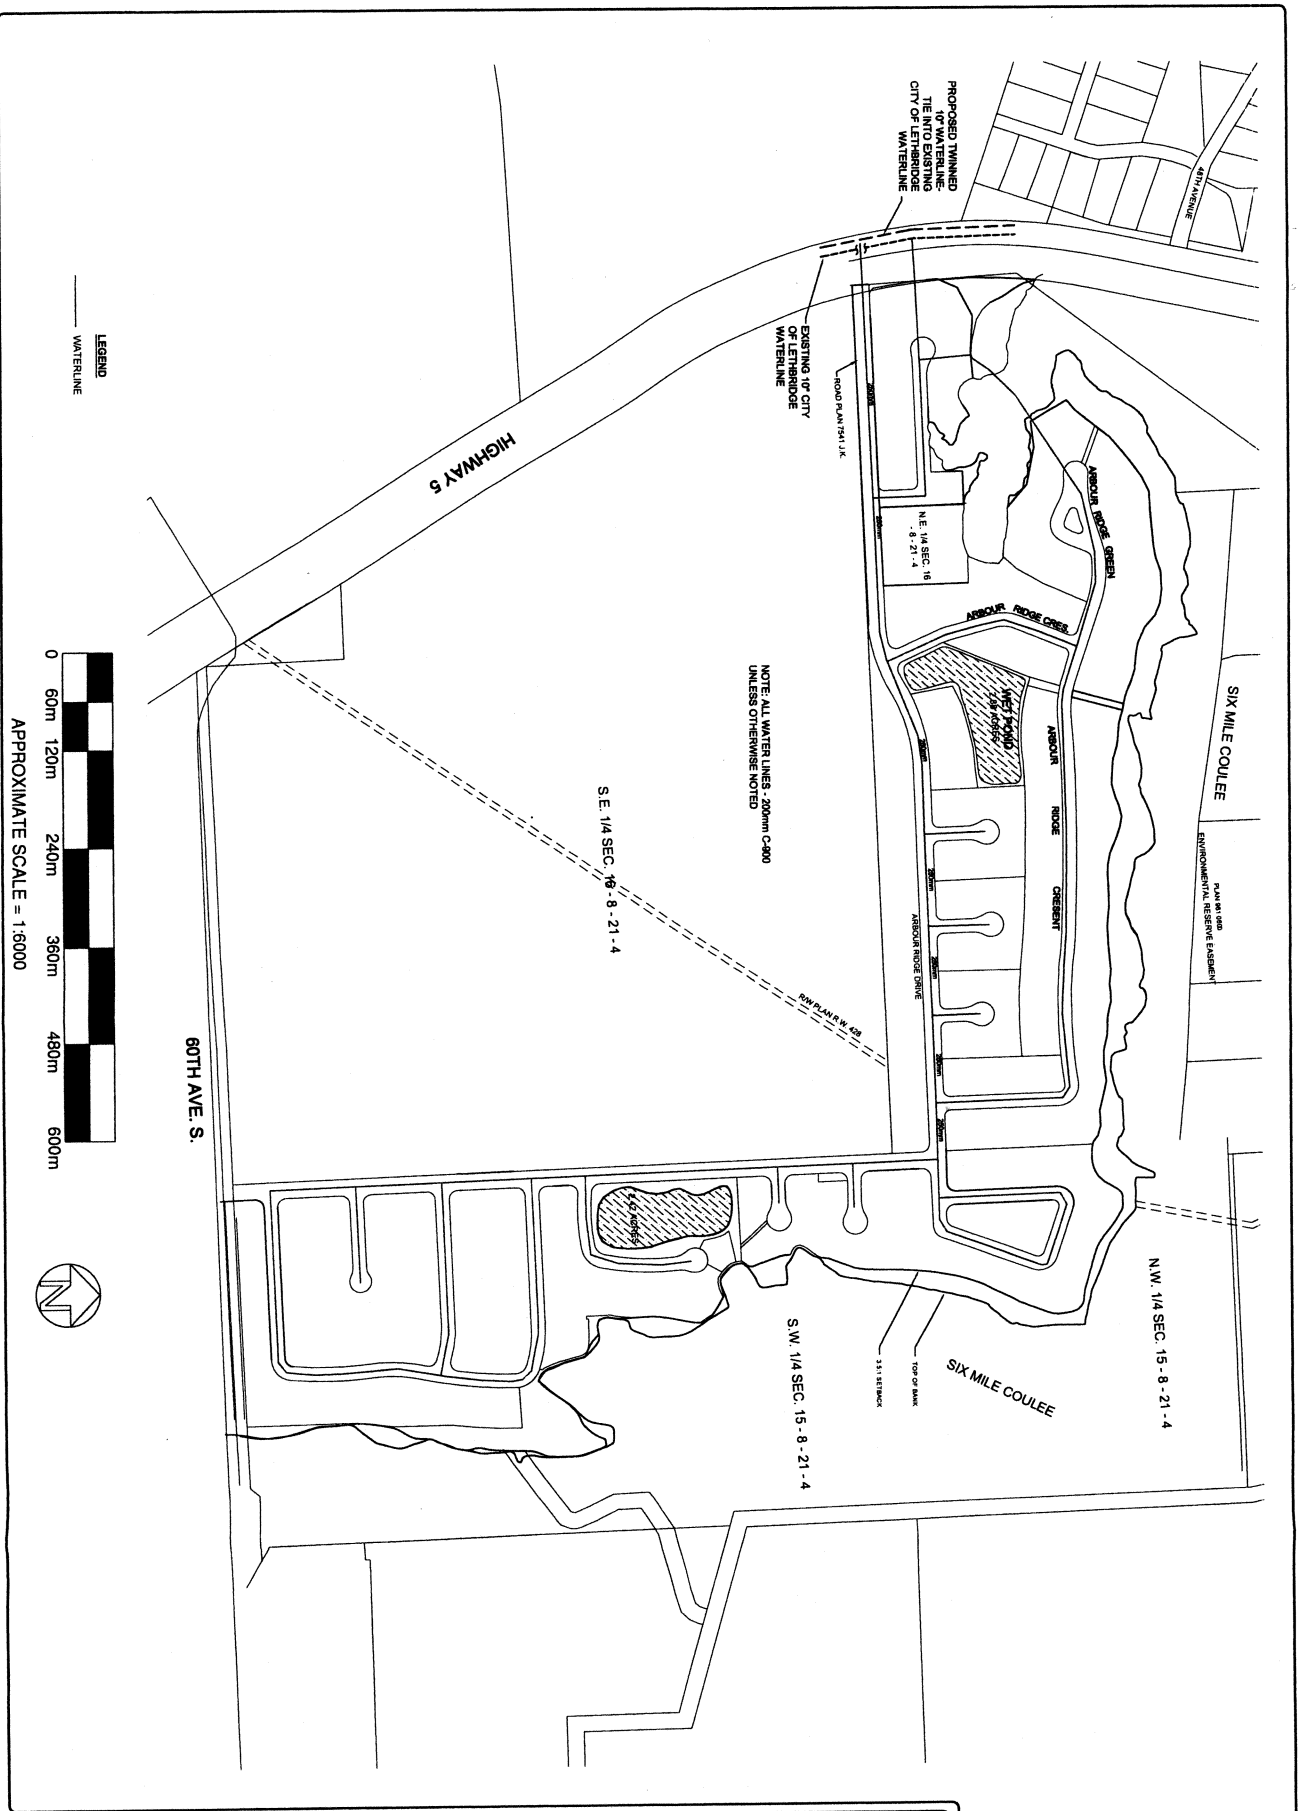 48TH AVENUE
PROPOSED TWINNED
10" WATERLINE-
TIE INTO EXISTING
CITY OF LETHBRIDGE
WATERLINE
EXISTING 10" CITY
OF LETHBRIDGE
WATERLINE
ROAD PLAN 7541 J.K.
HIGHWAY 5
ARBOUR RIDGE GREEN
N.E. 1/4 SEC. 16
- 8 - 21 - 4
ARBOUR RIDGE CRES.
SIX MILE COULEE
WET POND
ARBOUR RIDGE CRESENT
ENVIRONMENTAL RESERVE EASEMENT
NOTE: ALL WATER LINES - 200mm C-900
UNLESS OTHERWISE NOTED
S.E. 1/4 SEC. 16 - 8 - 21 - 4
ARBOUR RIDGE DRIVE
R/W PLAN R.W. 428
60TH AVE. S.
N.W. 1/4 SEC. 15 - 8 - 21 - 4
S.W. 1/4 SEC. 15 - 8 - 21 - 4
SIX MILE COULEE
TOP OF BANK
3.5:1 SETBACK
LEGEND
WATERLINE
0 60m 120m 240m 360m 480m 600m
APPROXIMATE SCALE = 1:6000
N